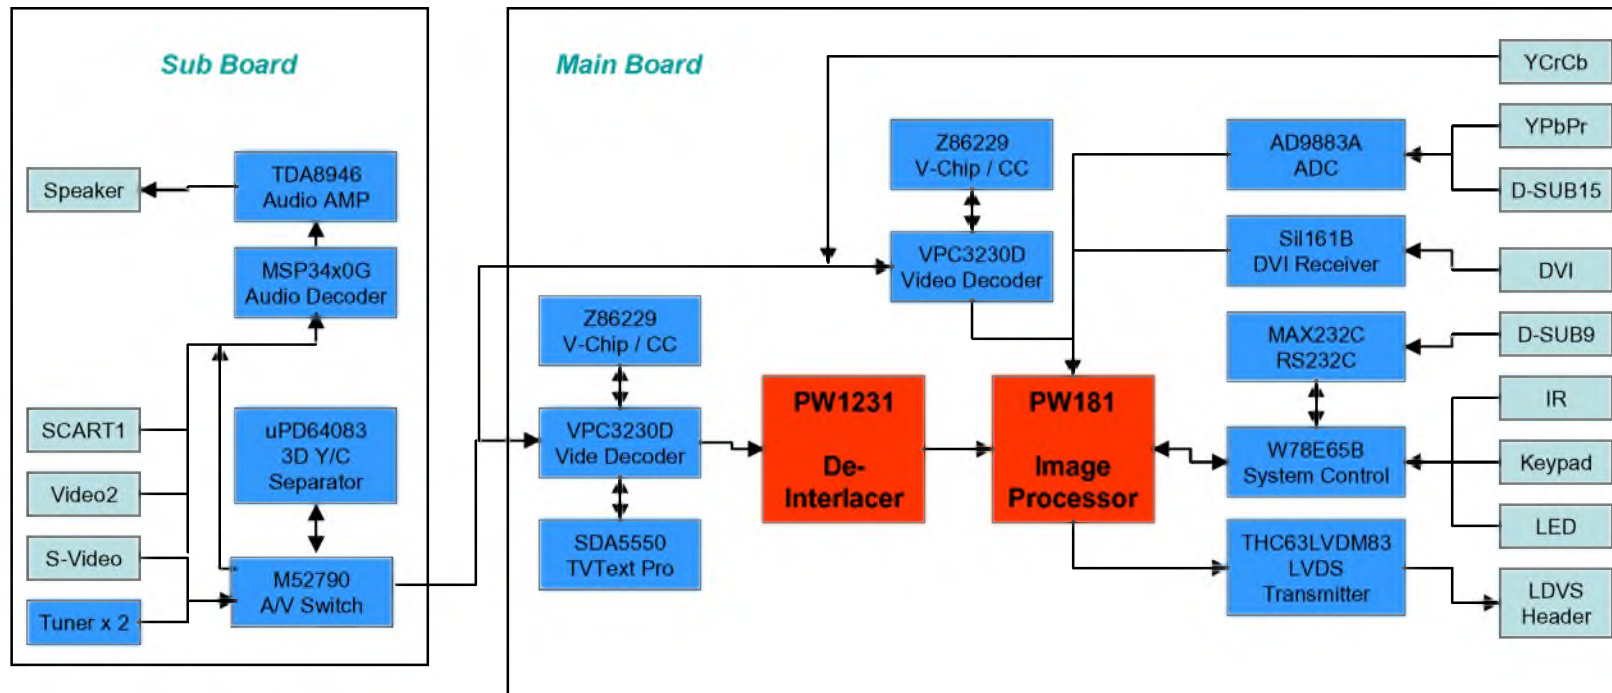 Sub Board
Speaker
TDA8946
Audio AMP
MSP34x0G
Audio Decoder
SCART1
Video2
S-Video
Tuner x 2
uPD64083
3D Y/C
Separator
M52790
A/V Switch
Main Board
Z86229
V-Chip / CC
VPC3230D
Vide Decoder
SDA5550
TVText Pro
PW1231
De-
Interlacer
Z86229
V-Chip / CC
VPC3230D
Video Decoder
PW181
Image
Processor
AD9883A
ADC
SiI161B
DVI Receiver
MAX232C
RS232C
W78E65B
System Control
THC63LVDM83
LVDS
Transmitter
YCrCb
YPbPr
D-SUB15
DVI
D-SUB9
IR
Keypad
LED
LDVS
Header